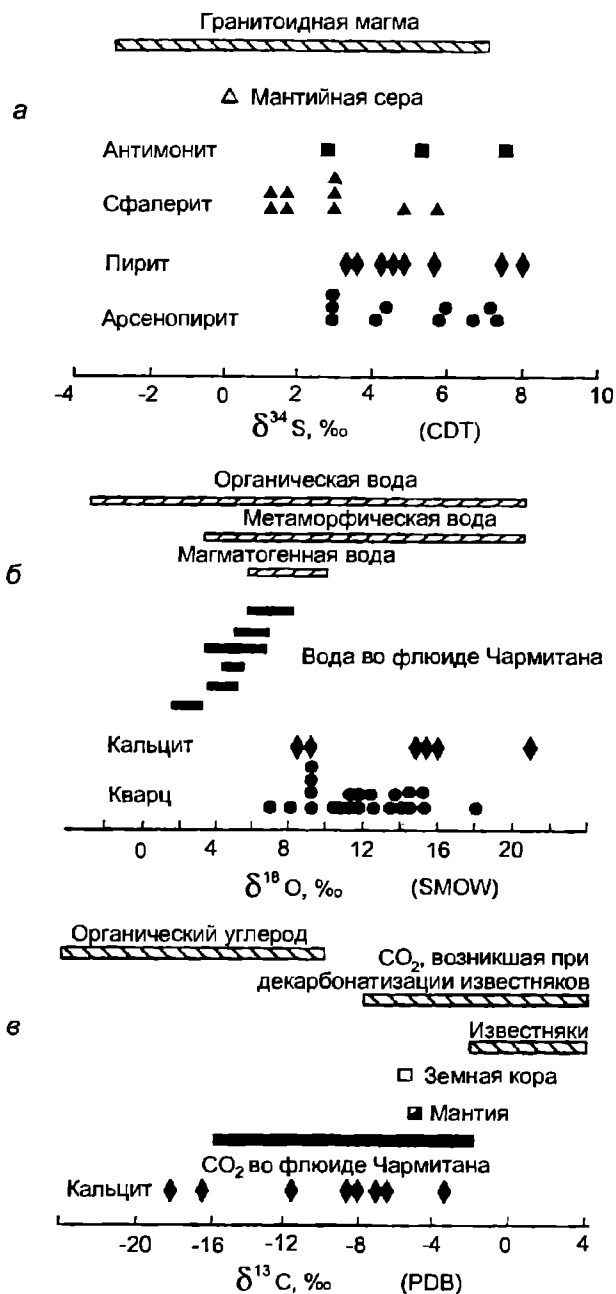 Гранитоидная магма
Мантийная сера
а
Антимонит
Сфалерит
Пирит
Арсенопирит
-4 -2 0 2 4 6 8 10
δ³⁴S, ‰ (CDT)
Органическая вода
Метаморфическая вода
Магматогенная вода
б
Вода во флюиде Чармитана
Кальцит
Кварц
0 4 8 12 16 20
δ¹⁸O, ‰ (SMOW)
Органический углерод
CO₂, возникшая при
декарбонатизации известняков
в
Известняки
Земная кора
Мантия
CO₂ во флюиде Чармитана
Кальцит
-20 -16 -12 -8 -4 0 4
δ¹³C, ‰ (PDB)